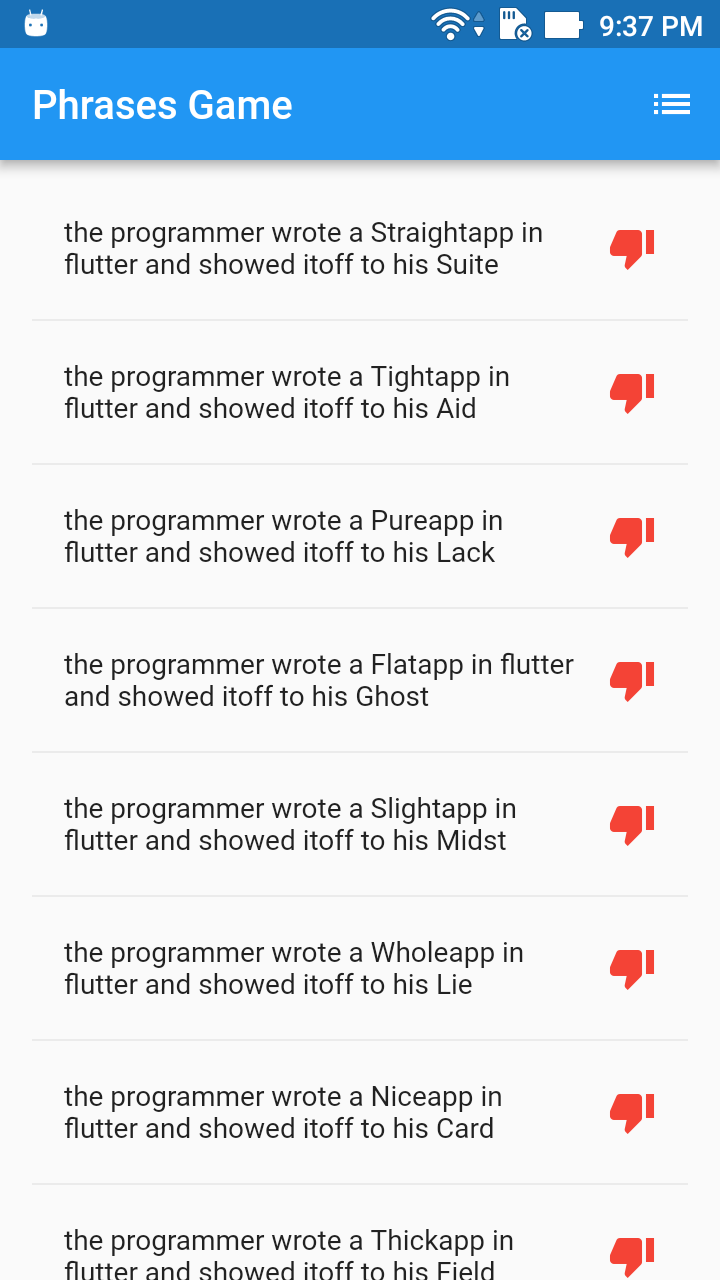 9:37 PM
Phrases Game
the programmer wrote a Straightapp in
flutter and showed itoff to his Suite
the programmer wrote a Tightapp in
flutter and showed itoff to his Aid
the programmer wrote a Pureapp in
flutter and showed itoff to his Lack
the programmer wrote a Flatapp in flutter
and showed itoff to his Ghost
the programmer wrote a Slightapp in
flutter and showed itoff to his Midst
the programmer wrote a Wholeapp in
flutter and showed itoff to his Lie
the programmer wrote a Niceapp in
flutter and showed itoff to his Card
the programmer wrote a Thickapp in
flutter and showed itoff to his Field